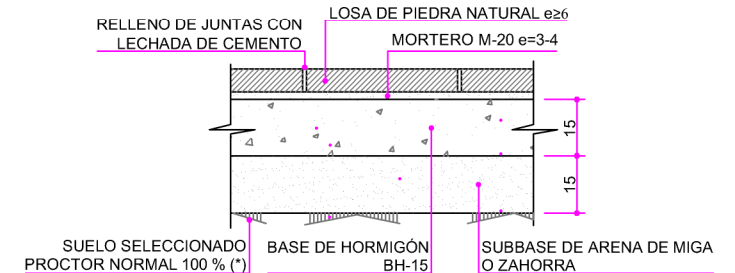 LOSA DE PIEDRA NATURAL e≥6
RELLENO DE JUNTAS CON
LECHADA DE CEMENTO
MORTERO M-20 e=3-4
15
15
SUELO SELECCIONADO
PROCTOR NORMAL 100 % (*)
BASE DE HORMIGÓN
BH-15
SUBBASE DE ARENA DE MIGA
O ZAHORRA